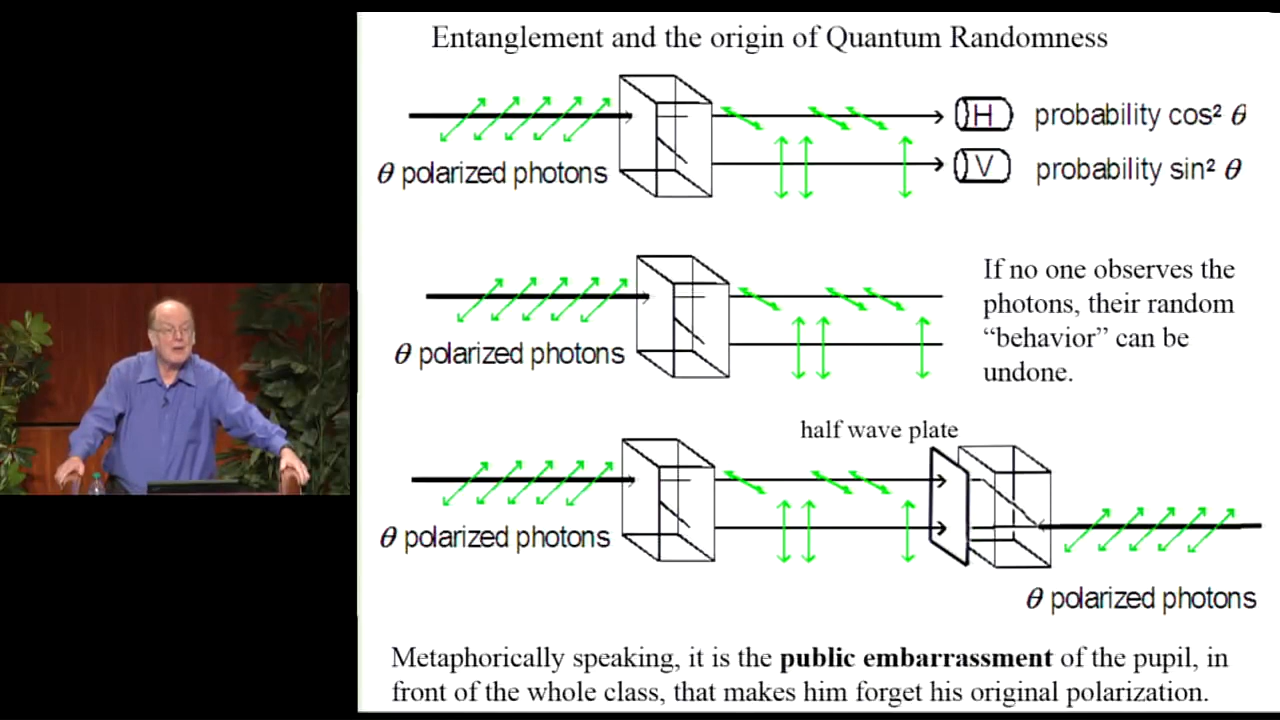 Entanglement and the origin of Quantum Randomness
H probability cos² θ
θ polarized photons
V probability sin² θ
If no one observes the
photons, their random
“behavior” can be
undone.
θ polarized photons
half wave plate
θ polarized photons
θ polarized photons
Metaphorically speaking, it is the public embarrassment of the pupil, in
front of the whole class, that makes him forget his original polarization.